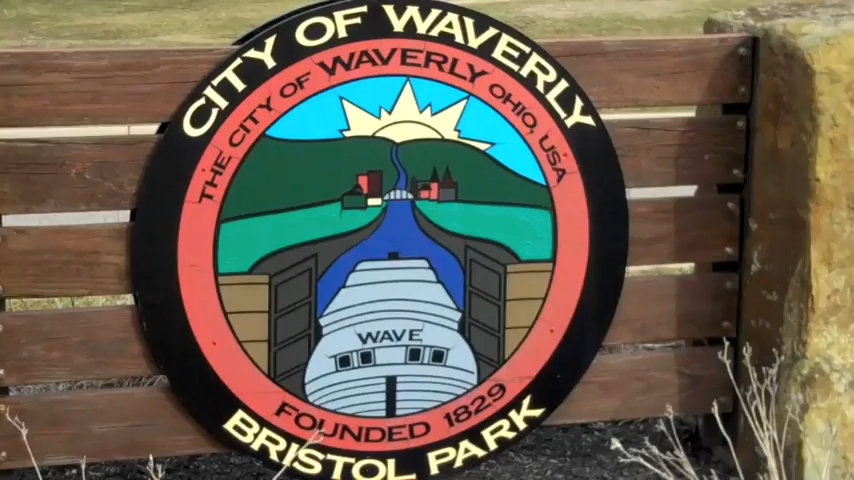 CITY OF WAVERLY
THE CITY OF WAVERLY OHIO, USA
WAVE
FOUNDED 1829
BRISTOL PARK